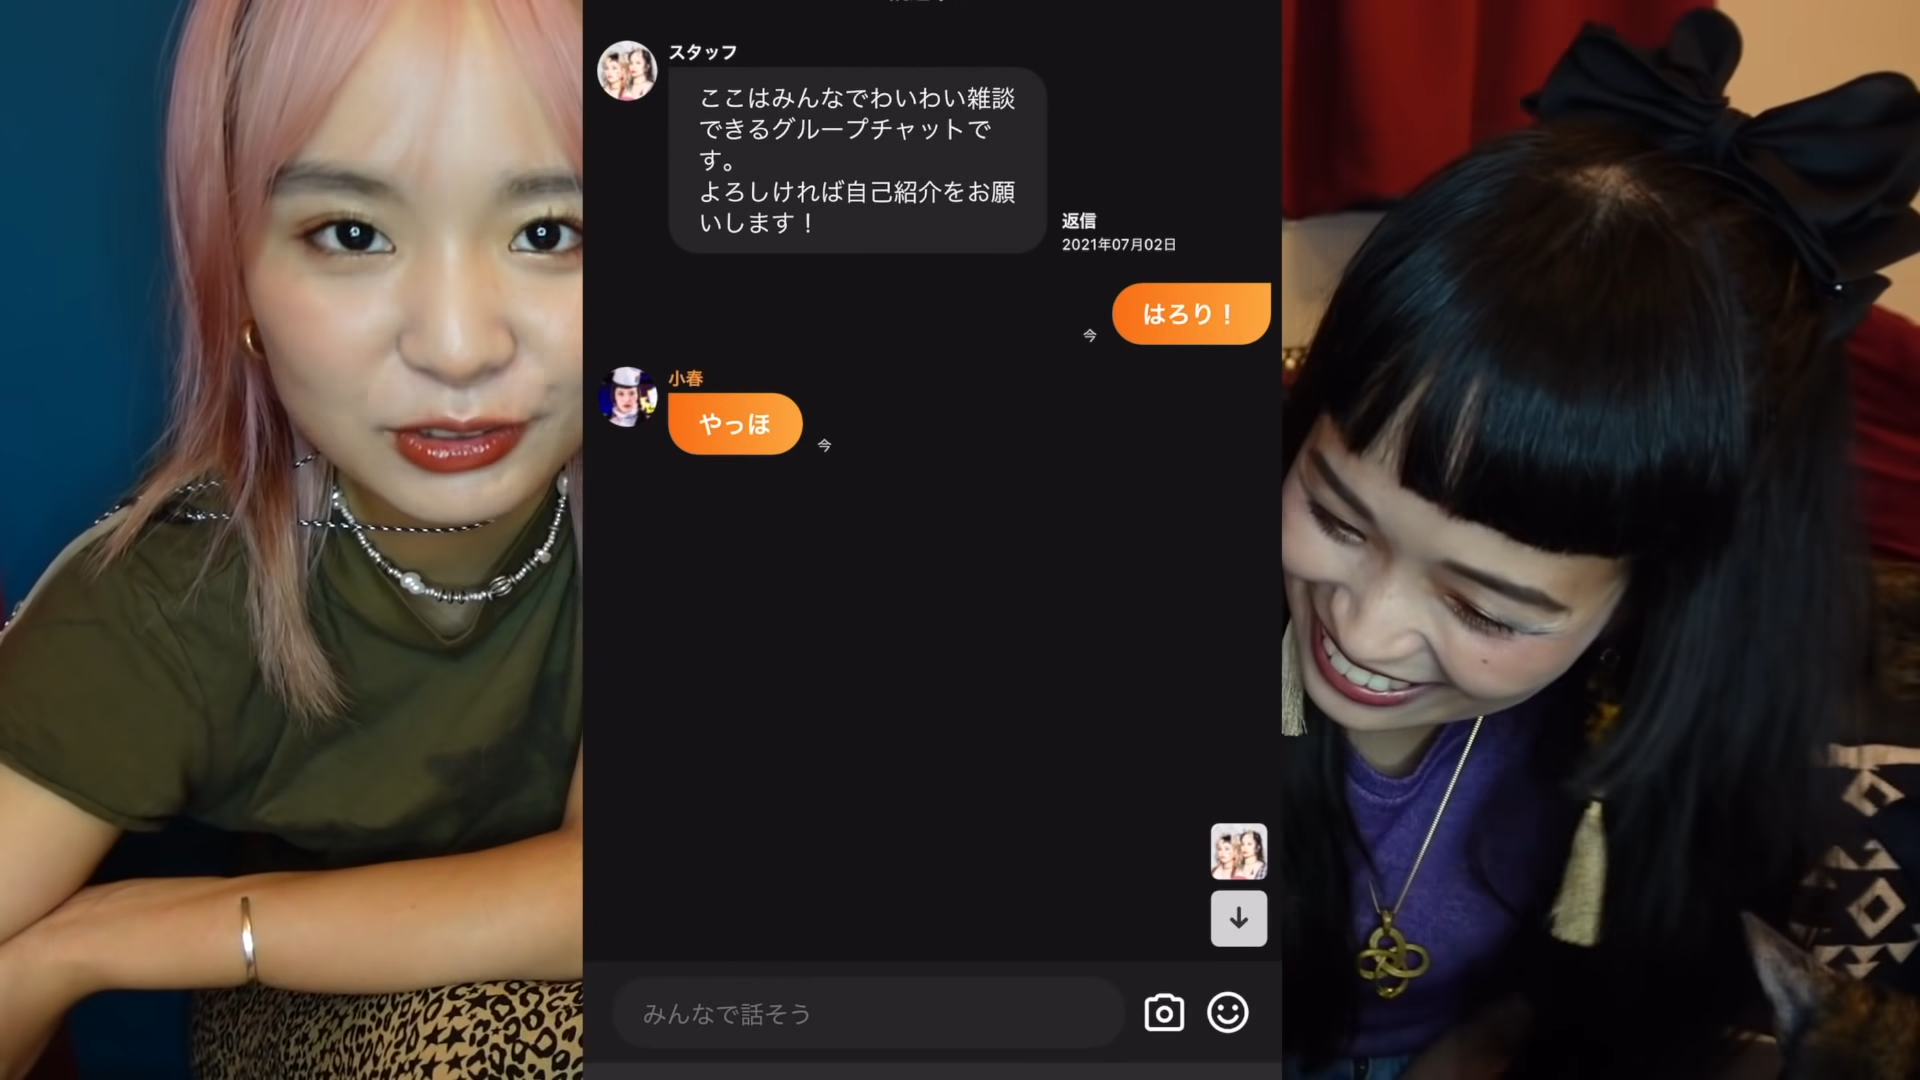 スタッフ
ここはみんなでわいわい雑談
できるグループチャットで
す。
よろしければ自己紹介をお願
いします！
返信
2021年07月02日
はろり！
今
小春
やっほ
今
みんなで話そう